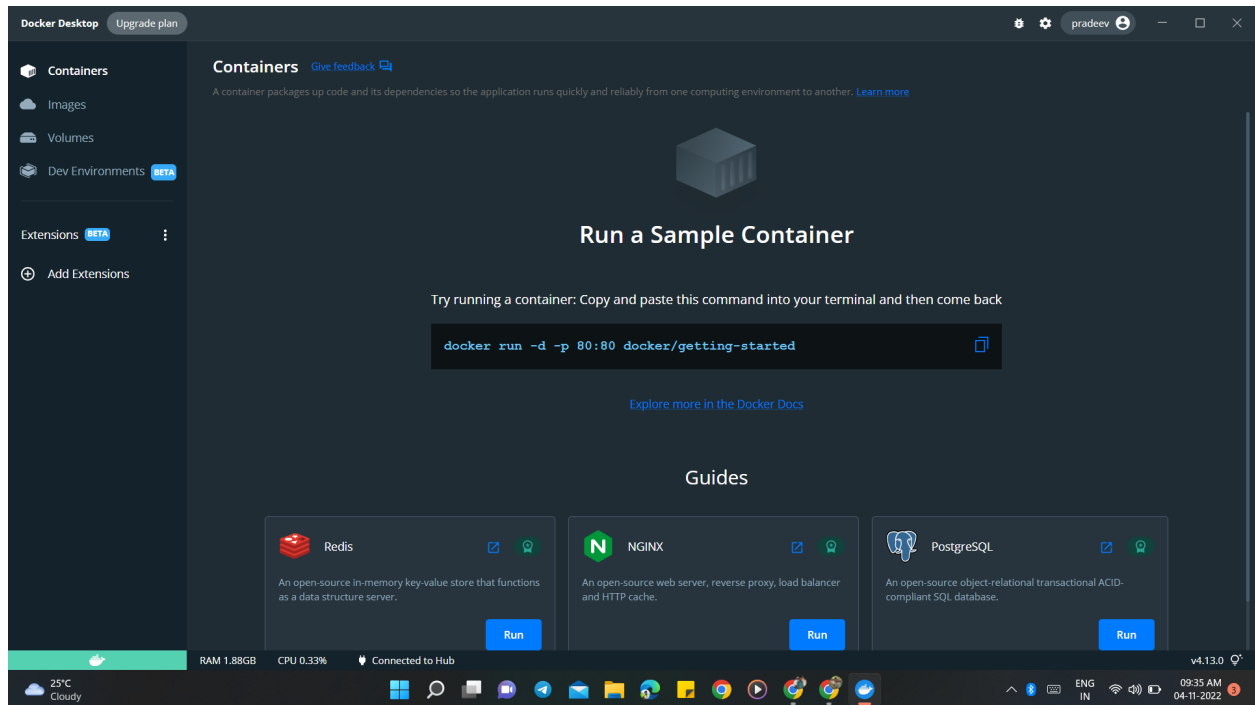 Docker Desktop Upgrade plan
pradeev
Containers
Images
Volumes
Dev Environments BETA
Extensions BETA
Add Extensions
Containers Give feedback
A container packages up code and its dependencies so the application runs quickly and reliably from one computing environment to another. Learn more
Run a Sample Container
Try running a container: Copy and paste this command into your terminal and then come back
docker run -d -p 80:80 docker/getting-started
Explore more in the Docker Docs
Guides
Redis
An open-source in-memory key-value store that functions
as a data structure server.
Run
NGINX
An open-source web server, reverse proxy, load balancer
and HTTP cache.
Run
PostgreSQL
An open-source object-relational transactional ACID-
compliant SQL database.
Run
RAM 1.88GB CPU 0.33% Connected to Hub
v4.13.0
25°C
Cloudy
ENG
IN
09:35 AM
04-11-2022
3